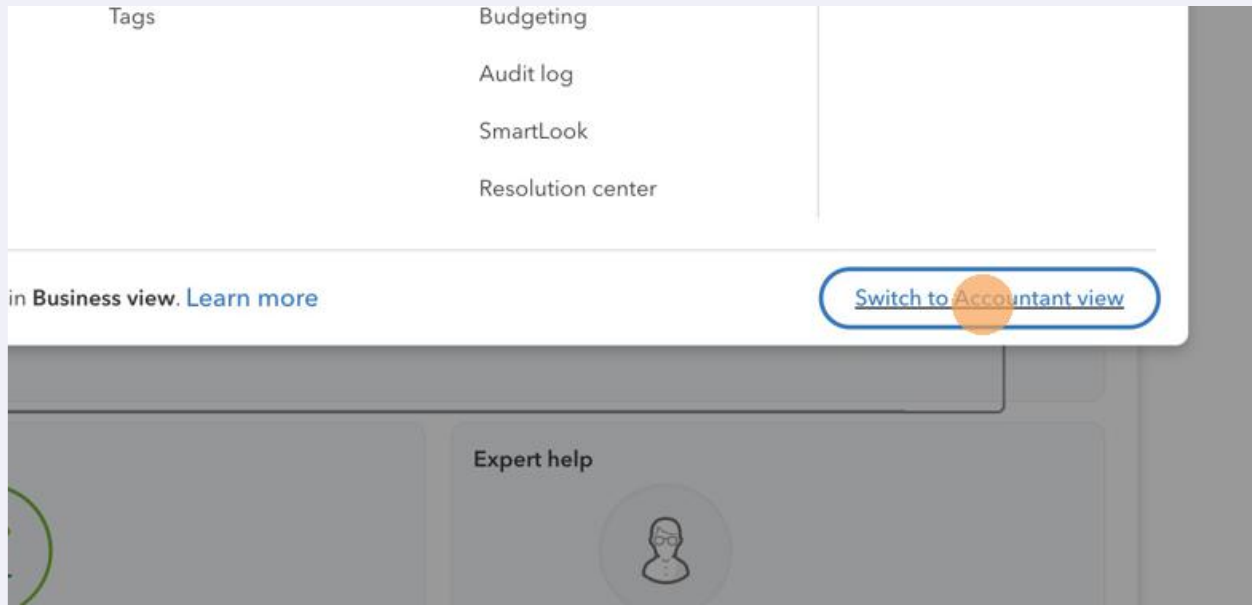 Tags
Budgeting
Audit log
SmartLook
Resolution center
in Business view. Learn more
Switch to Accountant view
Expert help